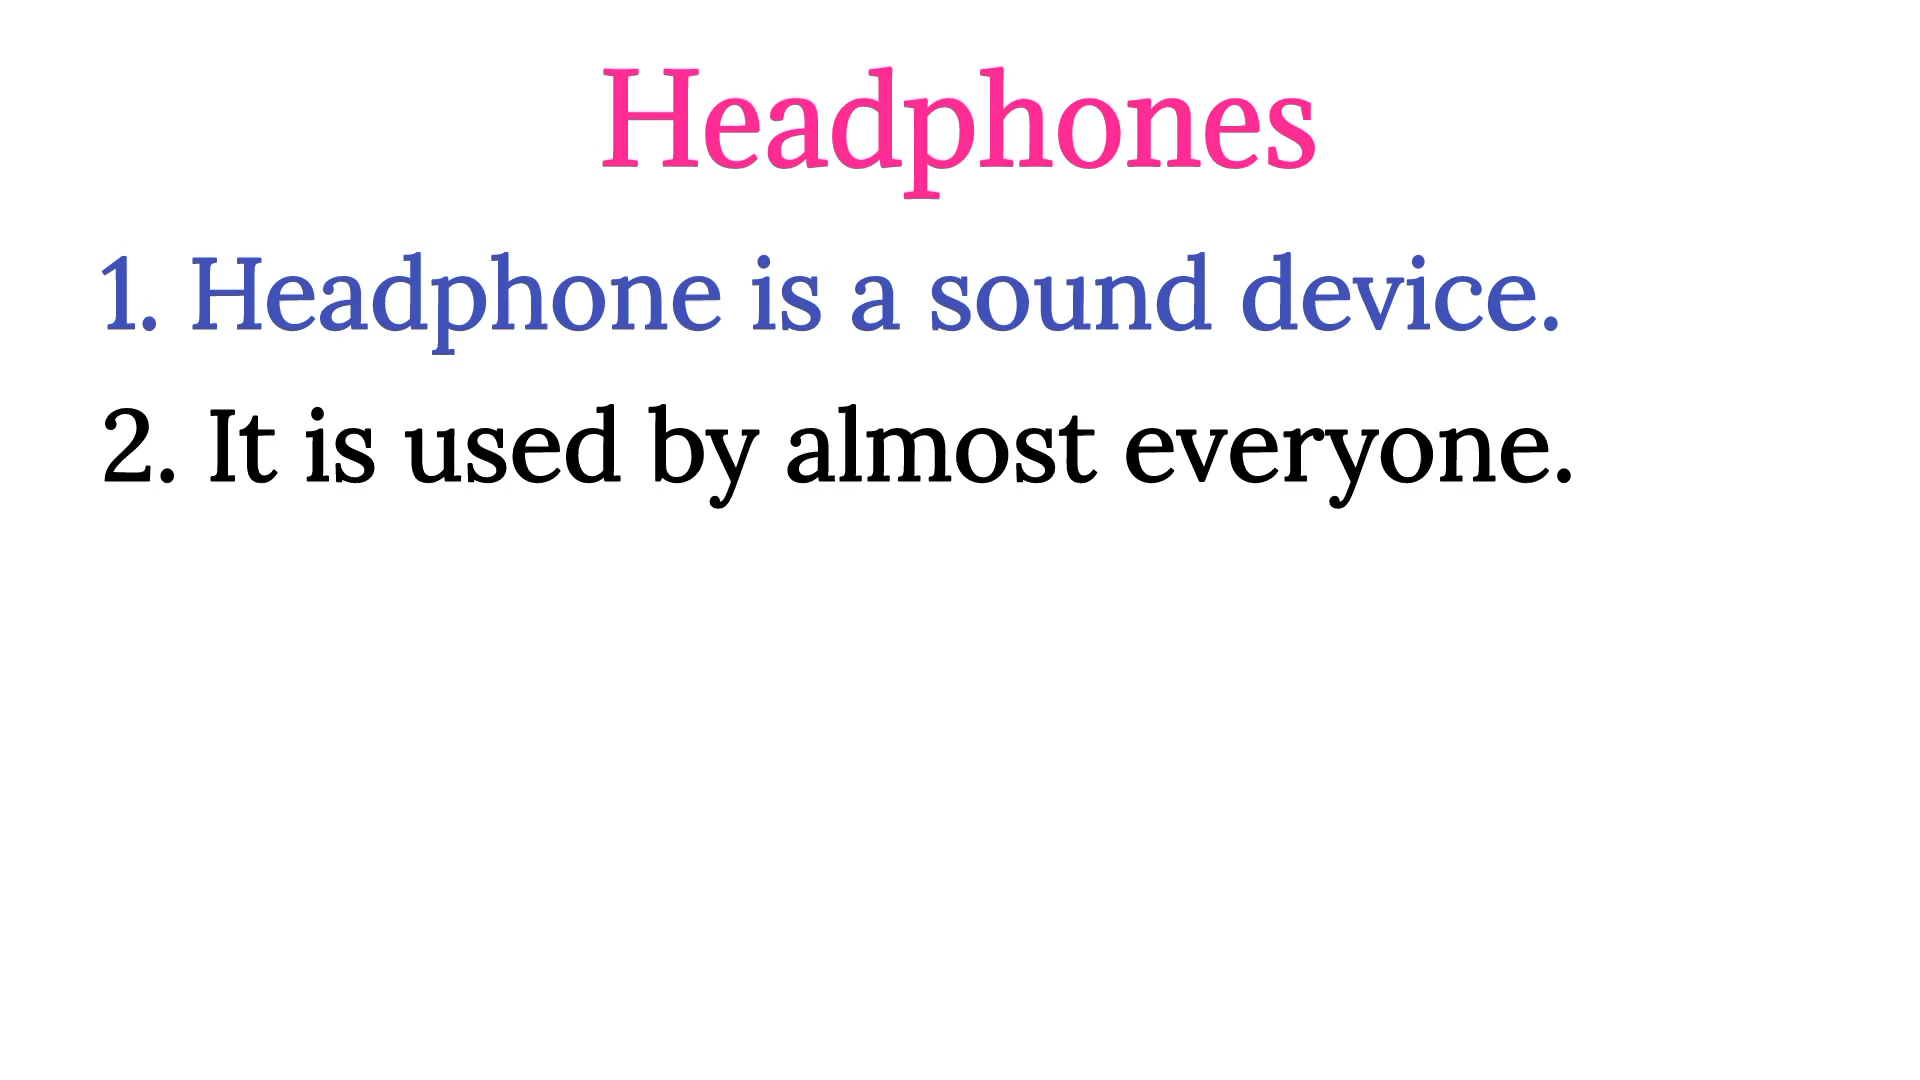 Headphones
1. Headphone is a sound device.
2. It is used by almost everyone.